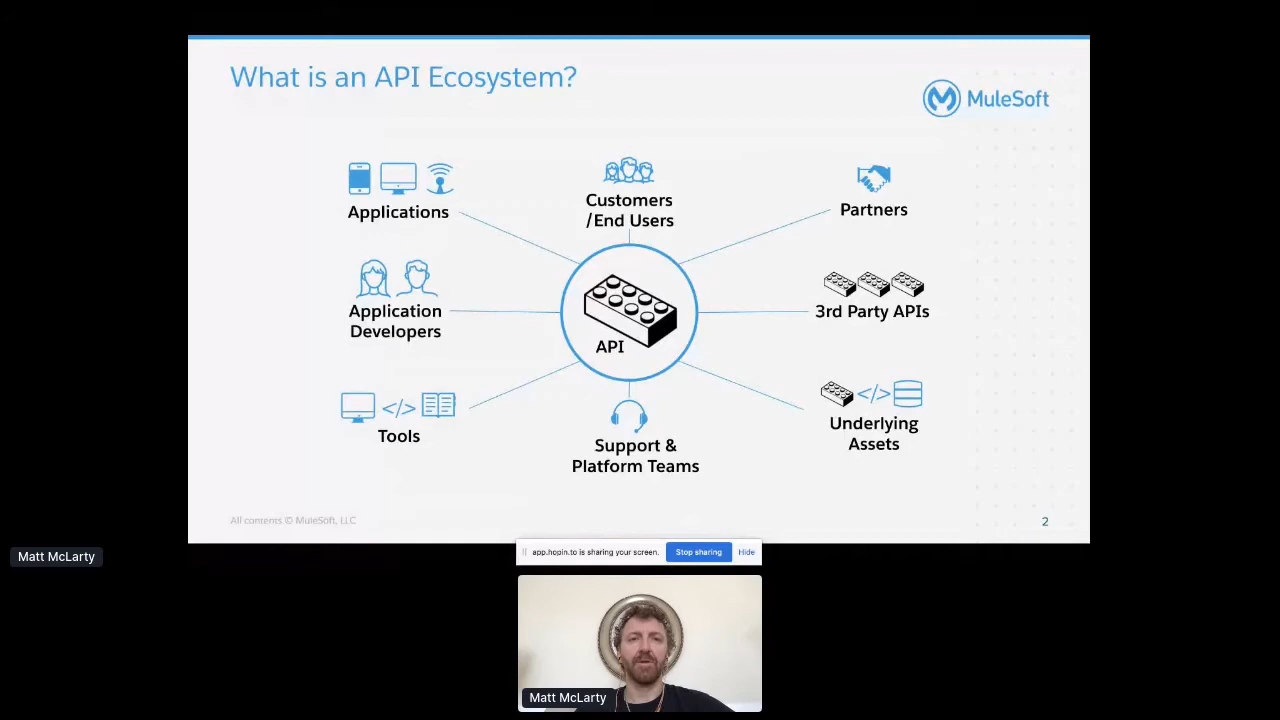 What is an API Ecosystem?
MuleSoft
Applications
Customers
/End Users
Partners
Application
Developers
API
3rd Party APIs
Tools
Support &
Platform Teams
Underlying
Assets
All contents © MuleSoft, LLC
2
Matt McLarty
app.hopin.to is sharing your screen.
Stop sharing
Hide
Matt McLarty